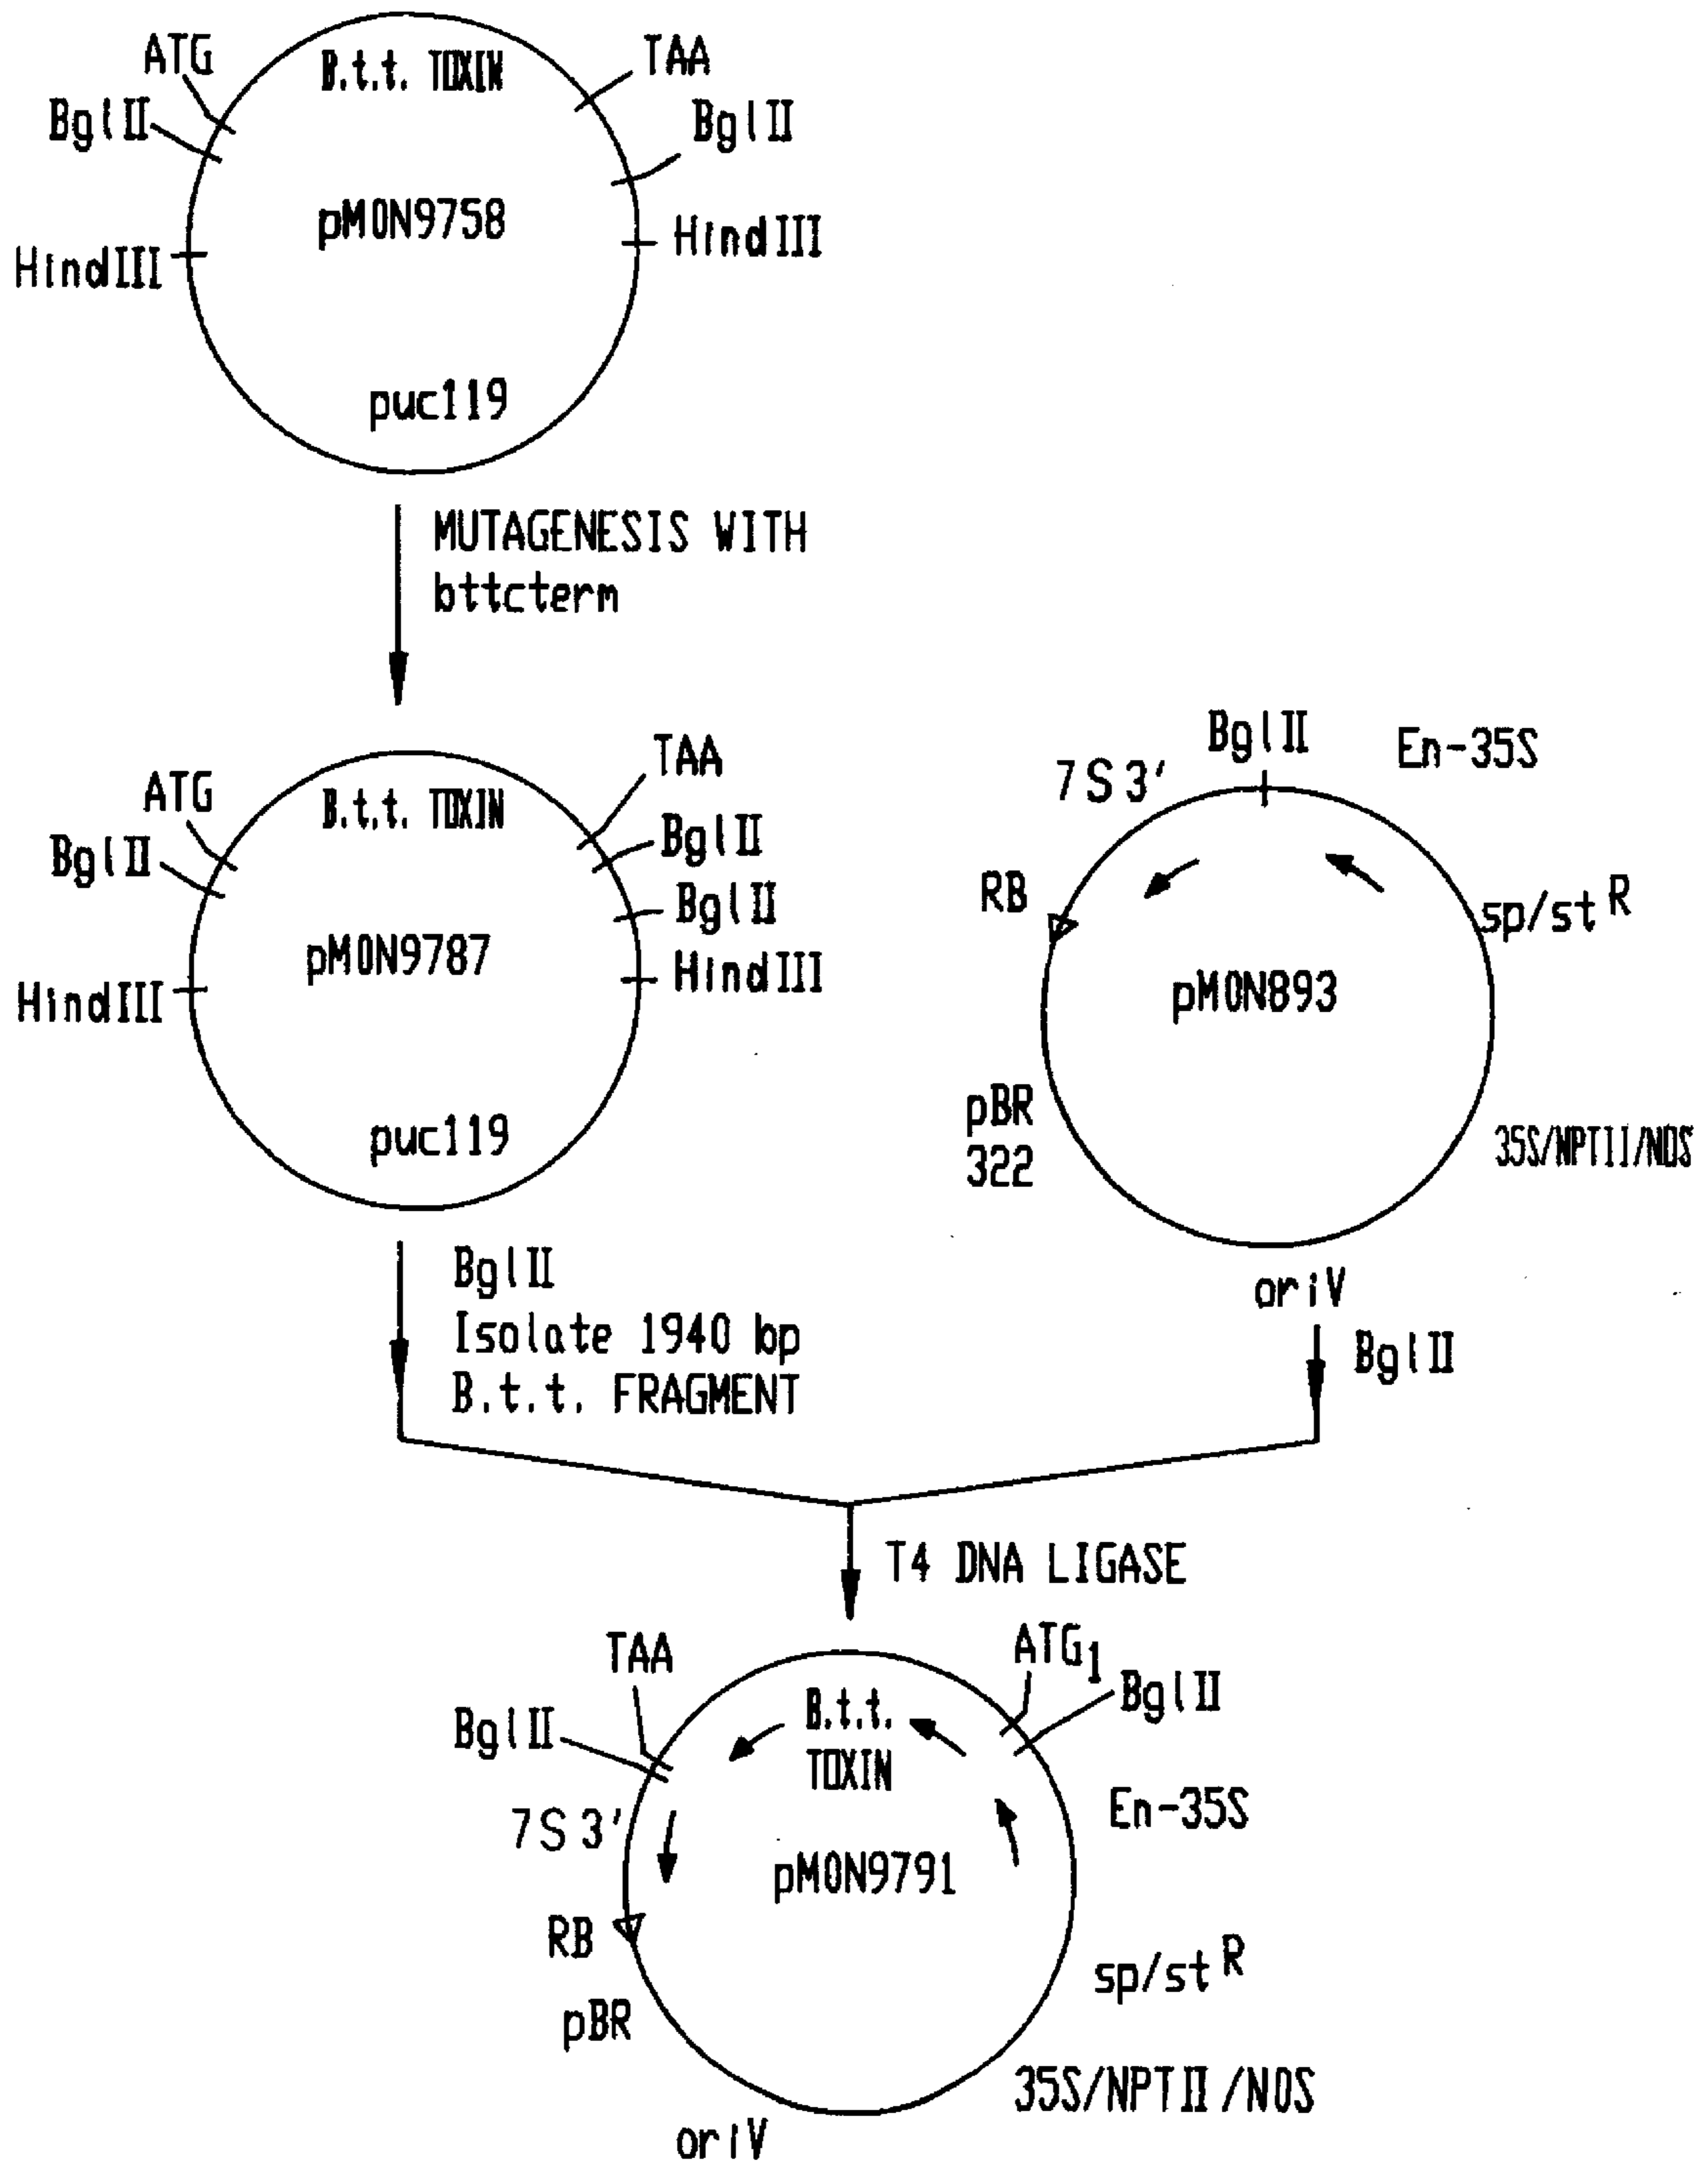 ATG
B.t.t. TOXIN
TAA
BglII
BglII
pMON9758
HindIII
HindIII
puc119
MUTAGENESIS WITH
bttcterm
ATG
B.t.t. TOXIN
TAA
BglII
BglII
BglII
pMON9787
HindIII
HindIII
puc119
BglII
En-35S
7S 3'
RB
sp/st R
pMON893
pBR
322
35S/NPTII/NOS
oriV
BglII
Isolate 1940 bp
B.t.t. FRAGMENT
BglII
T4 DNA LIGASE
TAA
ATG1
BglII
BglII
B.t.t.
TOXIN
7S 3'
En-35S
pMON9791
RB
sp/st R
pBR
35S/NPTII/NOS
oriV